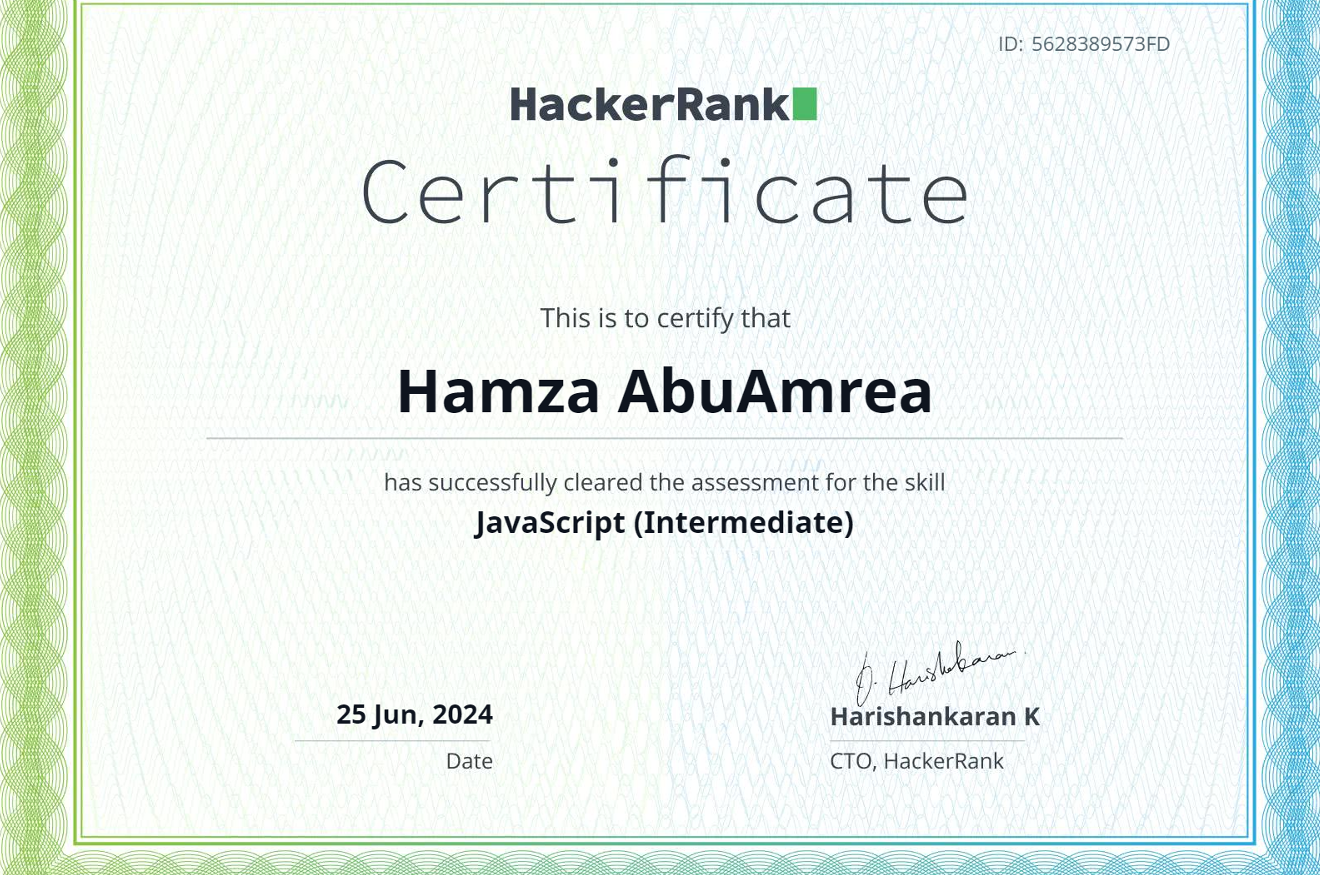 ID: 5628389573FD
HackerRank
Certificate
This is to certify that
Hamza AbuAmrea
has successfully cleared the assessment for the skill
JavaScript (Intermediate)
25 Jun, 2024
Date
Harishankaran K
CTO, HackerRank